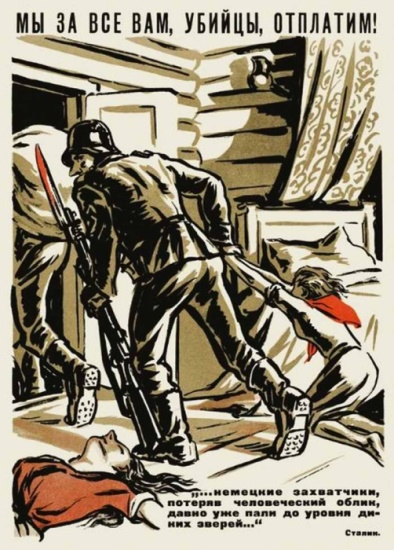 МЫ ЗА ВСЕ ВАМ, УБИЙЦЫ, ОТПЛАТИМ!
„...немецкие захватчики,
потеряв человеческий облик,
давно уже пали до уровня ди-
ких зверей..."
Сталин.